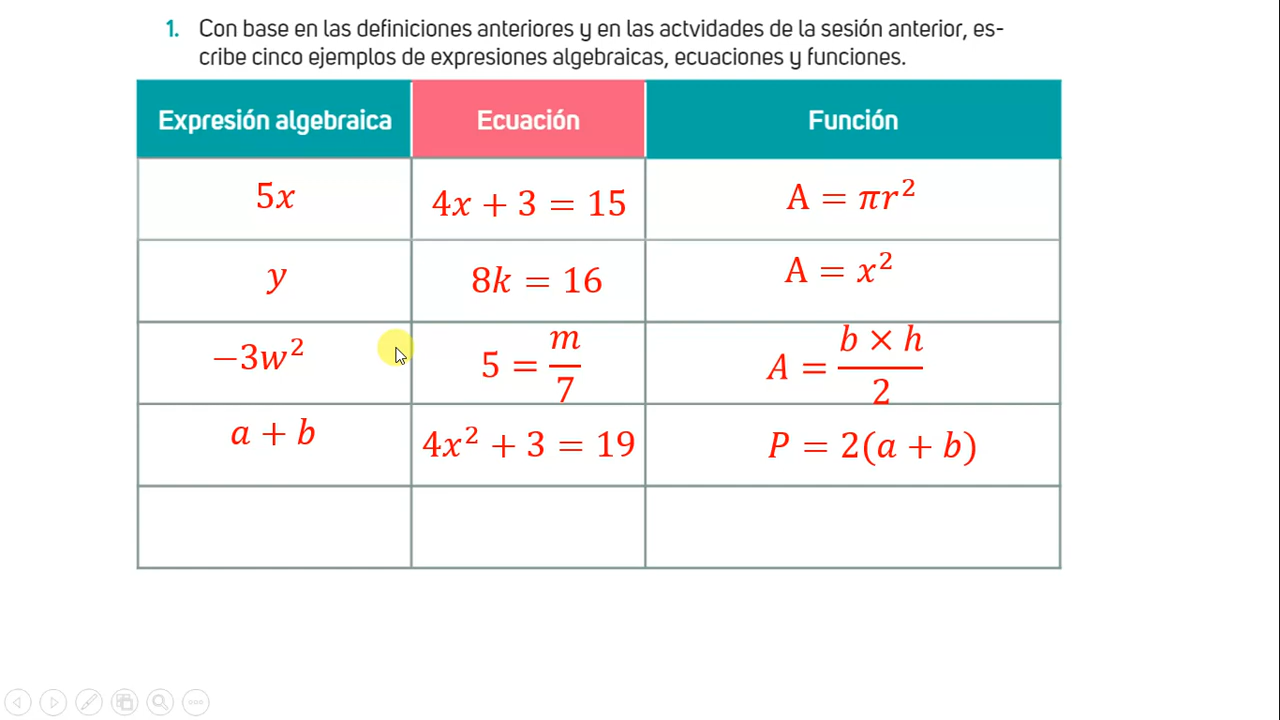 1. Con base en las definiciones anteriores y en las actvidades de la sesión anterior, es-
cribe cinco ejemplos de expresiones algebraicas, ecuaciones y funciones.
Expresión algebraica Ecuación Función
5x 4x + 3 = 15 A = πr²
y 8k = 16 A = x²
−3w² 5 = m/7 A = b × h/2
a + b 4x² + 3 = 19 P = 2(a + b)